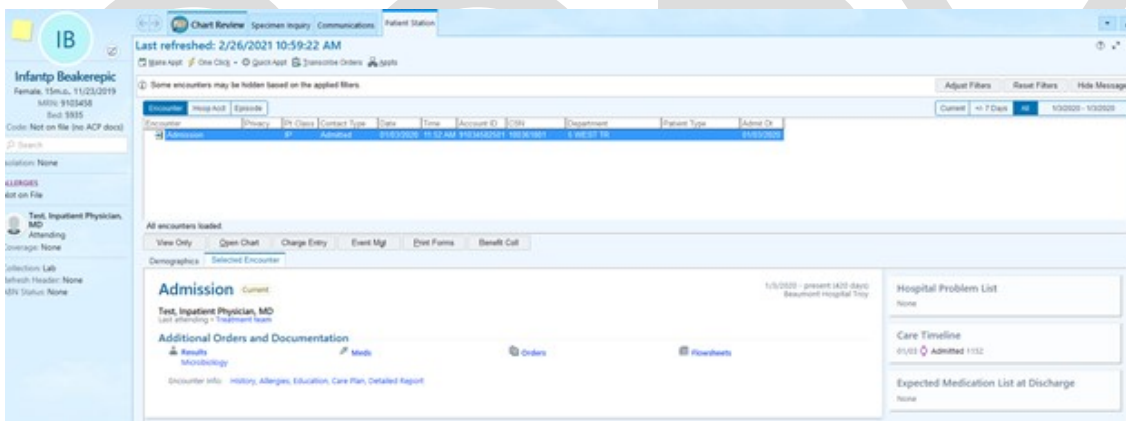 IB
Infantp Beakerepic
Female, 15m.o., 11/23/2019
MRN: 9103458
Bed: 5935
Code: Not on file (no ACP docs)
Search
Isolation: None
ALLERGIES
Not on File
Test, Inpatient Physician, MD
Attending
Coverage: None
Collection: Lab
Refresh Header: None
ABN Status: None
Chart Review Specimen Inquiry Communications Patient Station
Last refreshed: 2/26/2021 10:59:22 AM
Make Appt One Click Quick Appt Transcribe Orders Appts
Some encounters may be hidden based on the applied filters.
Adjust Filters Reset Filters Hide Message
Encounter Hosp Acct Episode
Current +/- 7 Days All 1/3/2020 - 1/3/2020
Encounter Privacy Pt Class Contact Type Date Time Account ID CSN Department Patient Type Admit Dt
Admission IP Admitted 01/03/2020 11:52 AM 91034582501 100361801 5 WEST TR 01/03/2020
All encounters loaded.
View Only Open Chart Charge Entry Event Mgt Print Forms Benefit Coll
Demographics Selected Encounter
Admission Current
1/3/2020 - present (420 days)
Beaumont Hospital Troy
Test, Inpatient Physician, MD
Last attending • Treatment team
Additional Orders and Documentation
Results Meds Orders Flowsheets
Microbiology
Encounter Info: History, Allergies, Education, Care Plan, Detailed Report
Hospital Problem List
None
Care Timeline
01/03 Admitted 1152
Expected Medication List at Discharge
None